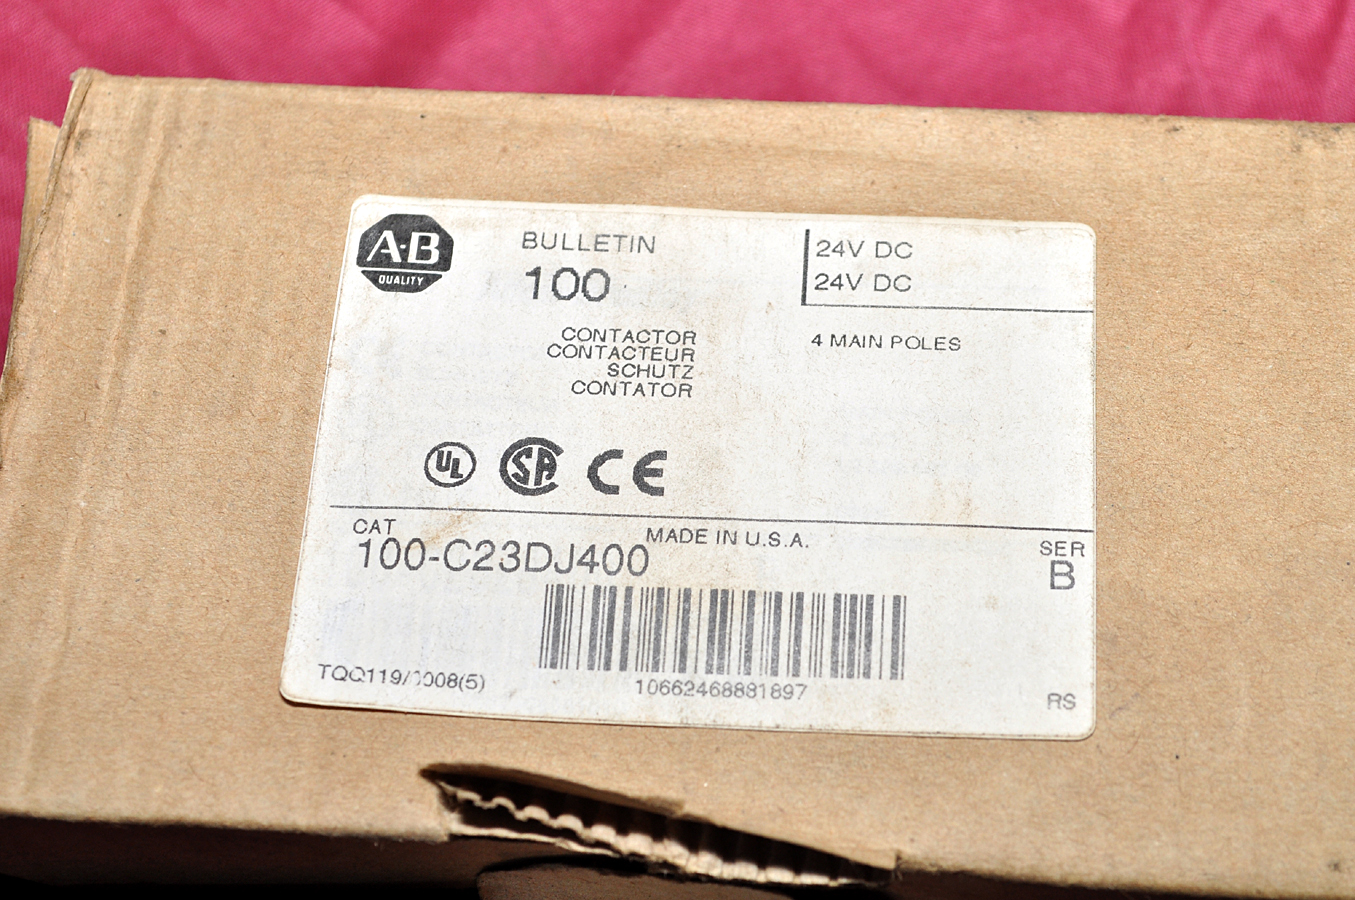 A-B
QUALITY
BULLETIN
100
24V DC
24V DC
CONTACTOR
CONTACTEUR
SCHUTZ
CONTATOR
4 MAIN POLES
UL
SA
CE
CAT
100-C23DJ400
MADE IN U.S.A.
SER
B
10662468881897
RS